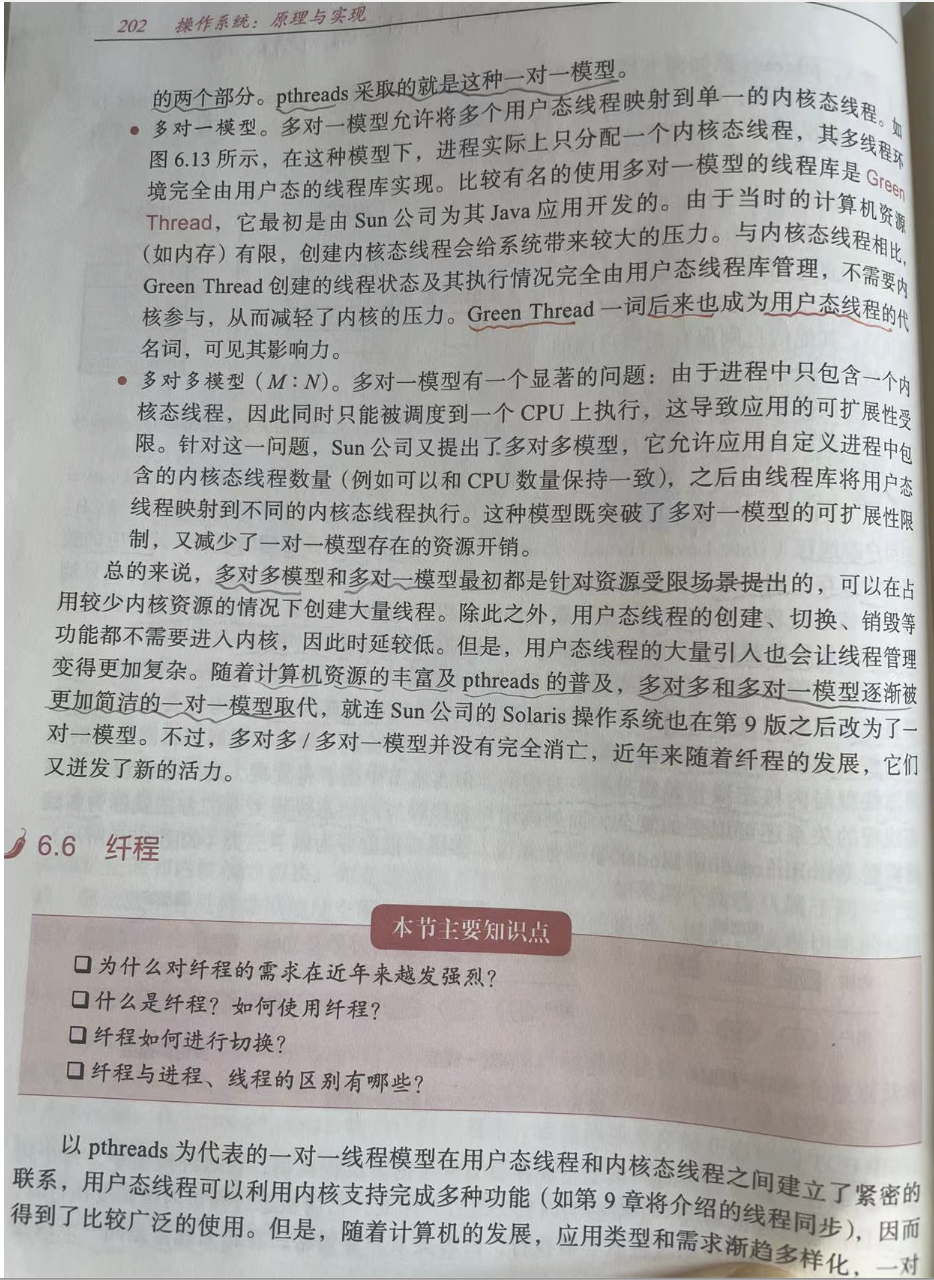 202 操作系统：原理与实现
的两个部分。pthreads 采取的就是这种一对一模型。
• 多对一模型。多对一模型允许将多个用户态线程映射到单一的内核态线程。如
图 6.13 所示，在这种模型下，进程实际上只分配一个内核态线程，其多线程环
境完全由用户态的线程库实现。比较有名的使用多对一模型的线程库是 Green
Thread，它最初是由 Sun 公司为其 Java 应用开发的。由于当时的计算机资源
（如内存）有限，创建内核态线程会给系统带来较大的压力。与内核态线程相比，
Green Thread 创建的线程状态及其执行情况完全由用户态线程库管理，不需要内
核参与，从而减轻了内核的压力。Green Thread 一词后来也成为用户态线程的代
名词，可见其影响力。
• 多对多模型（M∶N）。多对一模型有一个显著的问题：由于进程中只包含一个内
核态线程，因此同时只能被调度到一个 CPU 上执行，这导致应用的可扩展性受
限。针对这一问题，Sun 公司又提出了多对多模型，它允许应用自定义进程中包
含的内核态线程数量（例如可以和 CPU 数量保持一致），之后由线程库将用户态
线程映射到不同的内核态线程执行。这种模型既突破了多对一模型的可扩展性限
制，又减少了一对一模型存在的资源开销。
总的来说，多对多模型和多对一模型最初都是针对资源受限场景提出的，可以在占
用较少内核资源的情况下创建大量线程。除此之外，用户态线程的创建、切换、销毁等
功能都不需要进入内核，因此时延较低。但是，用户态线程的大量引入也会让线程管理
变得更加复杂。随着计算机资源的丰富及 pthreads 的普及，多对多和多对一模型逐渐被
更加简洁的一对一模型取代，就连 Sun 公司的 Solaris 操作系统也在第 9 版之后改为了一
对一模型。不过，多对多 / 多对一模型并没有完全消亡，近年来随着纤程的发展，它们
又迸发了新的活力。
6.6 纤程
本节主要知识点
❑ 为什么对纤程的需求在近年来越发强烈？
❑ 什么是纤程？如何使用纤程？
❑ 纤程如何进行切换？
❑ 纤程与进程、线程的区别有哪些？
以 pthreads 为代表的一对一线程模型在用户态线程和内核态线程之间建立了紧密的
联系，用户态线程可以利用内核支持完成多种功能（如第 9 章将介绍的线程同步），因而
得到了比较广泛的使用。但是，随着计算机的发展，应用类型和需求渐趋多样化，一对